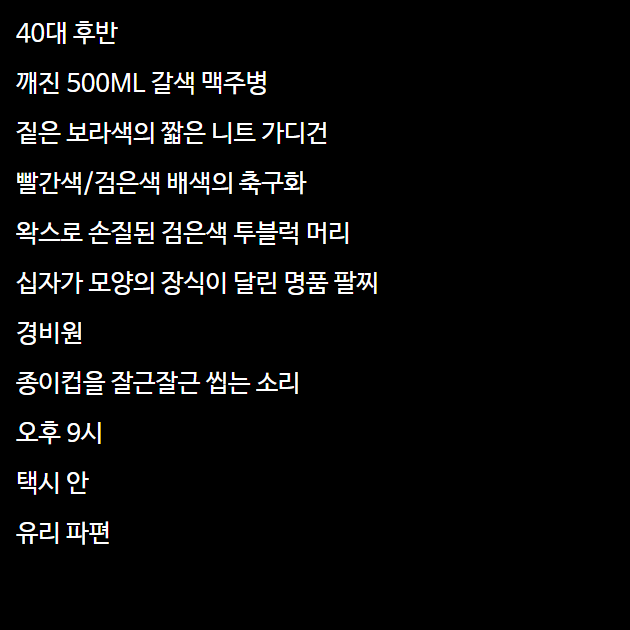 40대 후반
깨진 500ML 갈색 맥주병
짙은 보라색의 짧은 니트 가디건
빨간색/검은색 배색의 축구화
왁스로 손질된 검은색 투블럭 머리
십자가 모양의 장식이 달린 명품 팔찌
경비원
종이컵을 잘근잘근 씹는 소리
오후 9시
택시 안
유리 파편